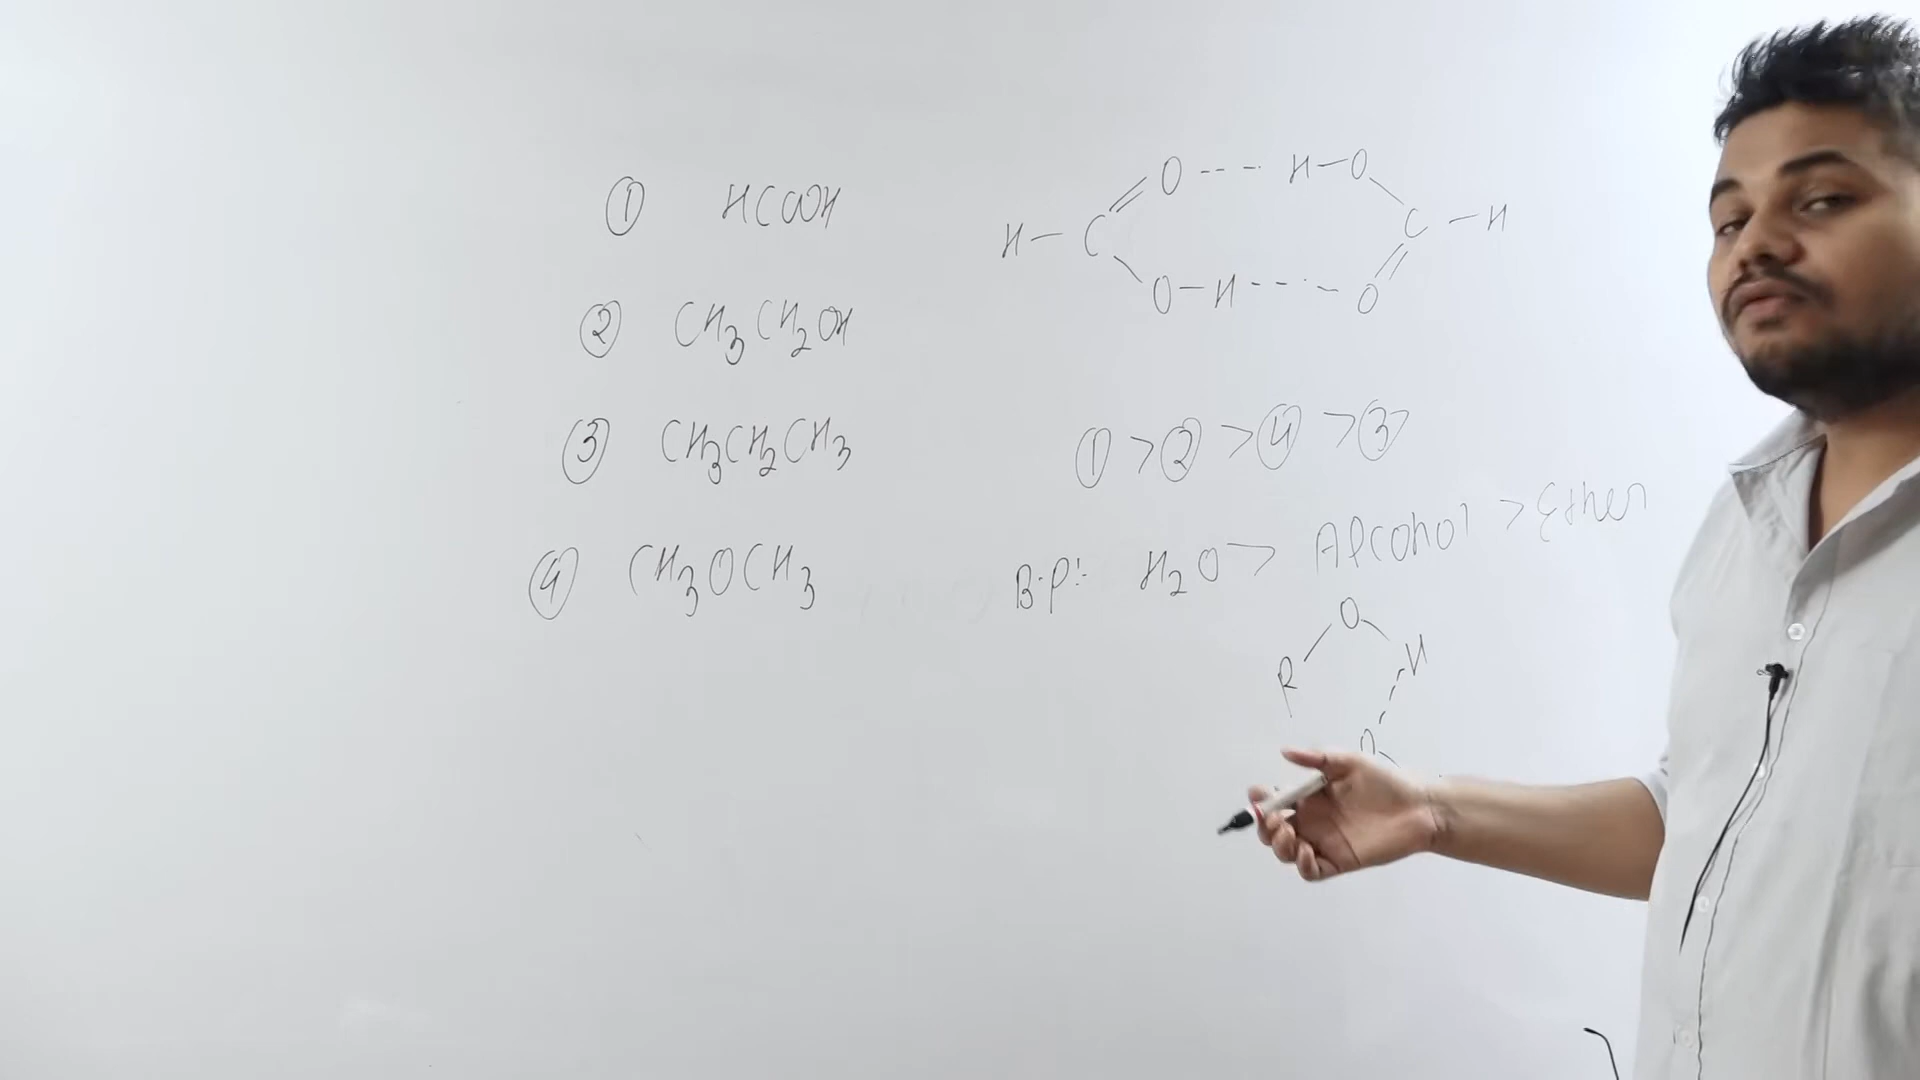 ① HCOOH
② CH3CH2OH
③ CH3CH2CH3
④ CH3OCH3
O --- H—O
H — C C — H
O—H ---- O
① > ② > ④ > ③
B.P:- H2O > Alcohol > Ether
O
R H
O